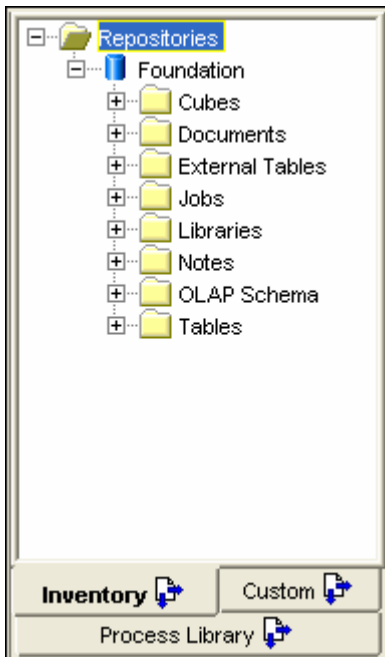 Repositories
Foundation
Cubes
Documents
External Tables
Jobs
Libraries
Notes
OLAP Schema
Tables
Inventory
Custom
Process Library